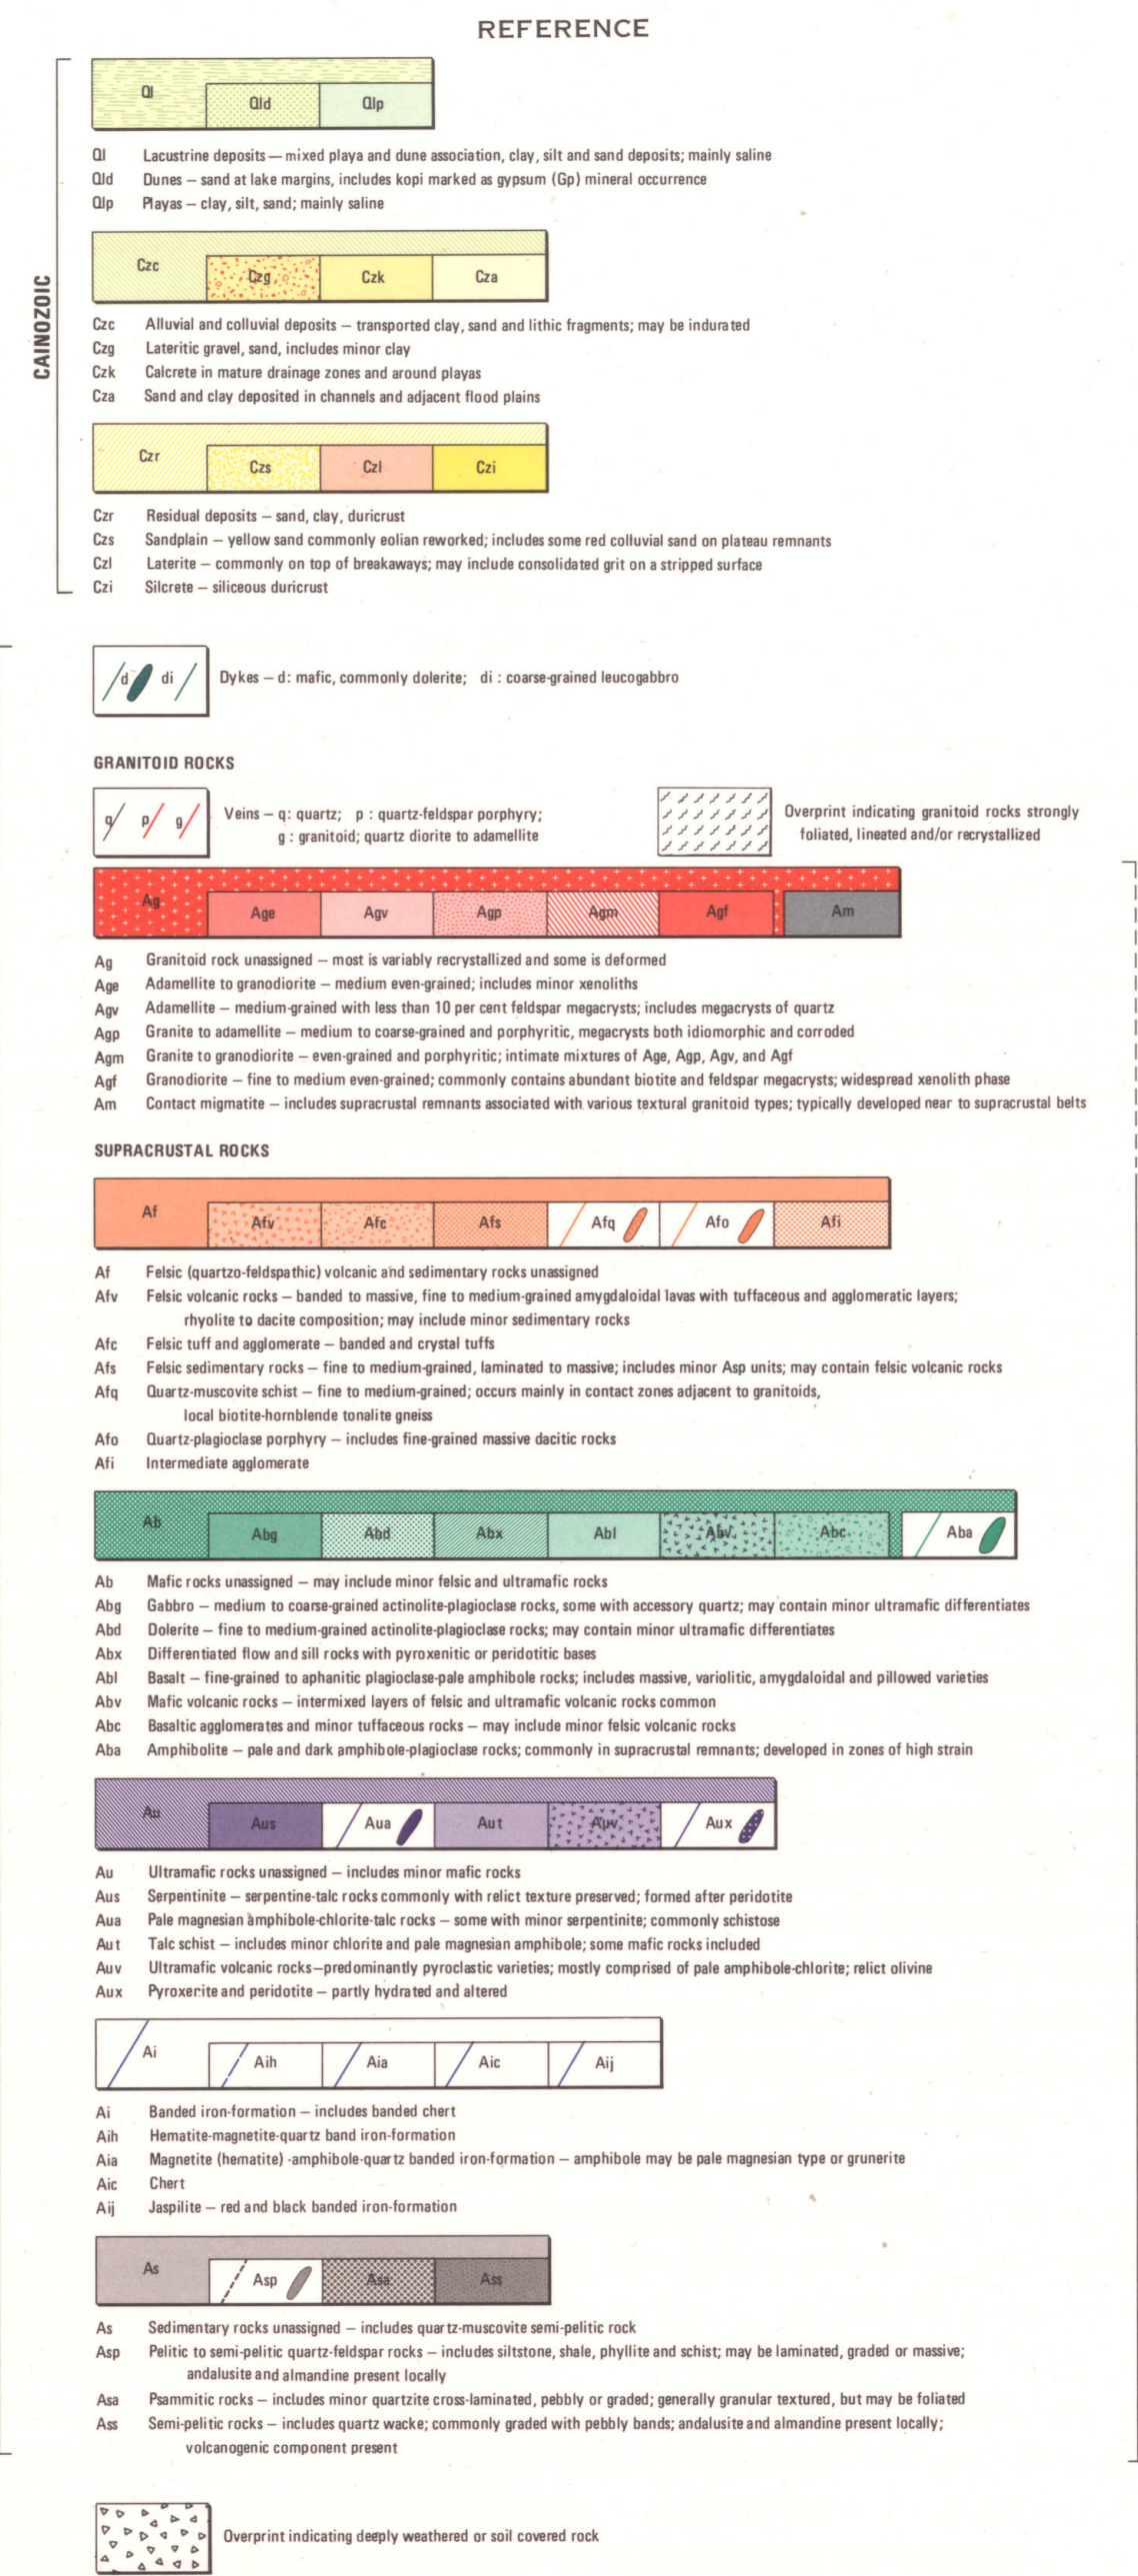 REFERENCE
Ql
Qld
Qlp
Ql Lacustrine deposits — mixed playa and dune association, clay, silt and sand deposits; mainly saline
Qld Dunes – sand at lake margins, includes kopi marked as gypsum (Gp) mineral occurrence
Qlp Playas – clay, silt, sand; mainly saline
CAINOZOIC
Czc
Czg
Czk
Cza
Czc Alluvial and colluvial deposits – transported clay, sand and lithic fragments; may be indurated
Czg Lateritic gravel, sand, includes minor clay
Czk Calcrete in mature drainage zones and around playas
Cza Sand and clay deposited in channels and adjacent flood plains
Czr
Czs
Czl
Czi
Czr Residual deposits – sand, clay, duricrust
Czs Sandplain – yellow sand commonly eolian reworked; includes some red colluvial sand on plateau remnants
Czl Laterite – commonly on top of breakaways; may include consolidated grit on a stripped surface
Czi Silcrete – siliceous duricrust
d di
Dykes – d: mafic, commonly dolerite; di : coarse-grained leucogabbro
GRANITOID ROCKS
q p g
Veins – q: quartz; p : quartz-feldspar porphyry;
g : granitoid; quartz diorite to adamellite
Overprint indicating granitoid rocks strongly
foliated, lineated and/or recrystallized
Ag
Age
Agv
Agp
Agm
Agf
Am
Ag Granitoid rock unassigned – most is variably recrystallized and some is deformed
Age Adamellite to granodiorite – medium even-grained; includes minor xenoliths
Agv Adamellite – medium-grained with less than 10 per cent feldspar megacrysts; includes megacrysts of quartz
Agp Granite to adamellite – medium to coarse-grained and porphyritic, megacrysts both idiomorphic and corroded
Agm Granite to granodiorite – even-grained and porphyritic; intimate mixtures of Age, Agp, Agv, and Agf
Agf Granodiorite – fine to medium even-grained; commonly contains abundant biotite and feldspar megacrysts; widespread xenolith phase
Am Contact migmatite – includes supracrustal remnants associated with various textural granitoid types; typically developed near to supracrustal belts
SUPRACRUSTAL ROCKS
Af
Afv
Afc
Afs
Afq
Afo
Afi
Af Felsic (quartzo-feldspathic) volcanic and sedimentary rocks unassigned
Afv Felsic volcanic rocks – banded to massive, fine to medium-grained amygdaloidal lavas with tuffaceous and agglomeratic layers;
rhyolite to dacite composition; may include minor sedimentary rocks
Afc Felsic tuff and agglomerate – banded and crystal tuffs
Afs Felsic sedimentary rocks – fine to medium-grained, laminated to massive; includes minor Asp units; may contain felsic volcanic rocks
Afq Quartz-muscovite schist – fine to medium-grained; occurs mainly in contact zones adjacent to granitoids,
local biotite-hornblende tonalite gneiss
Afo Quartz-plagioclase porphyry – includes fine-grained massive dacitic rocks
Afi Intermediate agglomerate
Ab
Abg
Abd
Abx
Abl
Abv
Abc
Aba
Ab Mafic rocks unassigned – may include minor felsic and ultramafic rocks
Abg Gabbro – medium to coarse-grained actinolite-plagioclase rocks, some with accessory quartz; may contain minor ultramafic differentiates
Abd Dolerite – fine to medium-grained actinolite-plagioclase rocks; may contain minor ultramafic differentiates
Abx Differentiated flow and sill rocks with pyroxenitic or peridotitic bases
Abl Basalt – fine-grained to aphanitic plagioclase-pale amphibole rocks; includes massive, variolitic, amygdaloidal and pillowed varieties
Abv Mafic volcanic rocks – intermixed layers of felsic and ultramafic volcanic rocks common
Abc Basaltic agglomerates and minor tuffaceous rocks – may include minor felsic volcanic rocks
Aba Amphibolite – pale and dark amphibole-plagioclase rocks; commonly in supracrustal remnants; developed in zones of high strain
Au
Aus
Aua
Aut
Auv
Aux
Au Ultramafic rocks unassigned – includes minor mafic rocks
Aus Serpentinite – serpentine-talc rocks commonly with relict texture preserved; formed after peridotite
Aua Pale magnesian amphibole-chlorite-talc rocks – some with minor serpentinite; commonly schistose
Aut Talc schist – includes minor chlorite and pale magnesian amphibole; some mafic rocks included
Auv Ultramafic volcanic rocks–predominantly pyroclastic varieties; mostly comprised of pale amphibole-chlorite; relict olivine
Aux Pyroxenite and peridotite – partly hydrated and altered
Ai
Aih
Aia
Aic
Aij
Ai Banded iron-formation – includes banded chert
Aih Hematite-magnetite-quartz band iron-formation
Aia Magnetite (hematite) -amphibole-quartz banded iron-formation – amphibole may be pale magnesian type or grunerite
Aic Chert
Aij Jaspilite – red and black banded iron-formation
As
Asp
Asa
Ass
As Sedimentary rocks unassigned – includes quartz-muscovite semi-pelitic rock
Asp Pelitic to semi-pelitic quartz-feldspar rocks – includes siltstone, shale, phyllite and schist; may be laminated, graded or massive;
andalusite and almandine present locally
Asa Psammitic rocks – includes minor quartzite cross-laminated, pebbly or graded; generally granular textured, but may be foliated
Ass Semi-pelitic rocks – includes quartz wacke; commonly graded with pebbly bands; andalusite and almandine present locally;
volcanogenic component present
Overprint indicating deeply weathered or soil covered rock